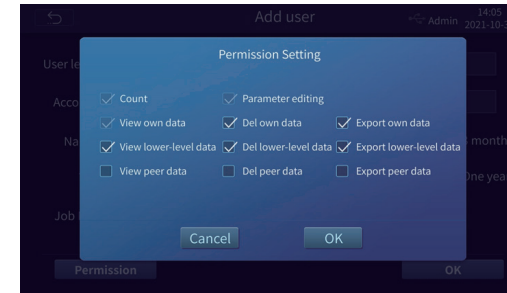 Add user
Admin
14:05
2021-10-3
User le
Permission Setting
Count
Parameter editing
Acco
View own data
Del own data
Export own data
Na
View lower-level data
Del lower-level data
Export lower-level data
month
View peer data
Del peer data
Export peer data
One yea
Job
Cancel
OK
Permission
OK